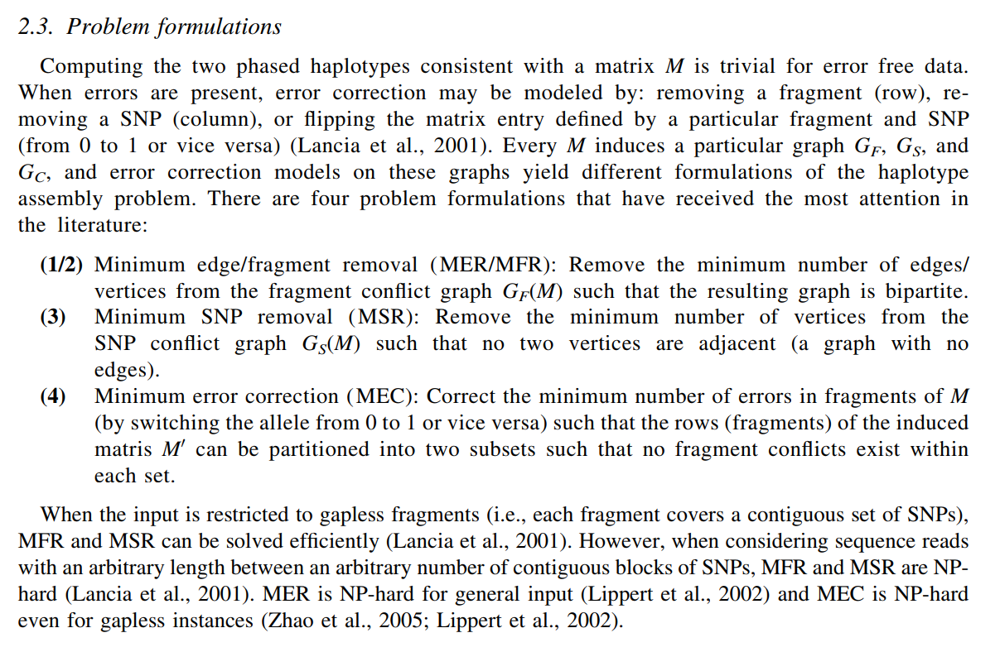 2.3. Problem formulations
Computing the two phased haplotypes consistent with a matrix M is trivial for error free data.
When errors are present, error correction may be modeled by: removing a fragment (row), re-
moving a SNP (column), or flipping the matrix entry defined by a particular fragment and SNP
(from 0 to 1 or vice versa) (Lancia et al., 2001). Every M induces a particular graph GF, GS, and
GC, and error correction models on these graphs yield different formulations of the haplotype
assembly problem. There are four problem formulations that have received the most attention in
the literature:
(1/2) Minimum edge/fragment removal (MER/MFR): Remove the minimum number of edges/
vertices from the fragment conflict graph GF(M) such that the resulting graph is bipartite.
(3) Minimum SNP removal (MSR): Remove the minimum number of vertices from the
SNP conflict graph GS(M) such that no two vertices are adjacent (a graph with no
edges).
(4) Minimum error correction (MEC): Correct the minimum number of errors in fragments of M
(by switching the allele from 0 to 1 or vice versa) such that the rows (fragments) of the induced
matris M′ can be partitioned into two subsets such that no fragment conflicts exist within
each set.
When the input is restricted to gapless fragments (i.e., each fragment covers a contiguous set of SNPs),
MFR and MSR can be solved efficiently (Lancia et al., 2001). However, when considering sequence reads
with an arbitrary length between an arbitrary number of contiguous blocks of SNPs, MFR and MSR are NP-
hard (Lancia et al., 2001). MER is NP-hard for general input (Lippert et al., 2002) and MEC is NP-hard
even for gapless instances (Zhao et al., 2005; Lippert et al., 2002).